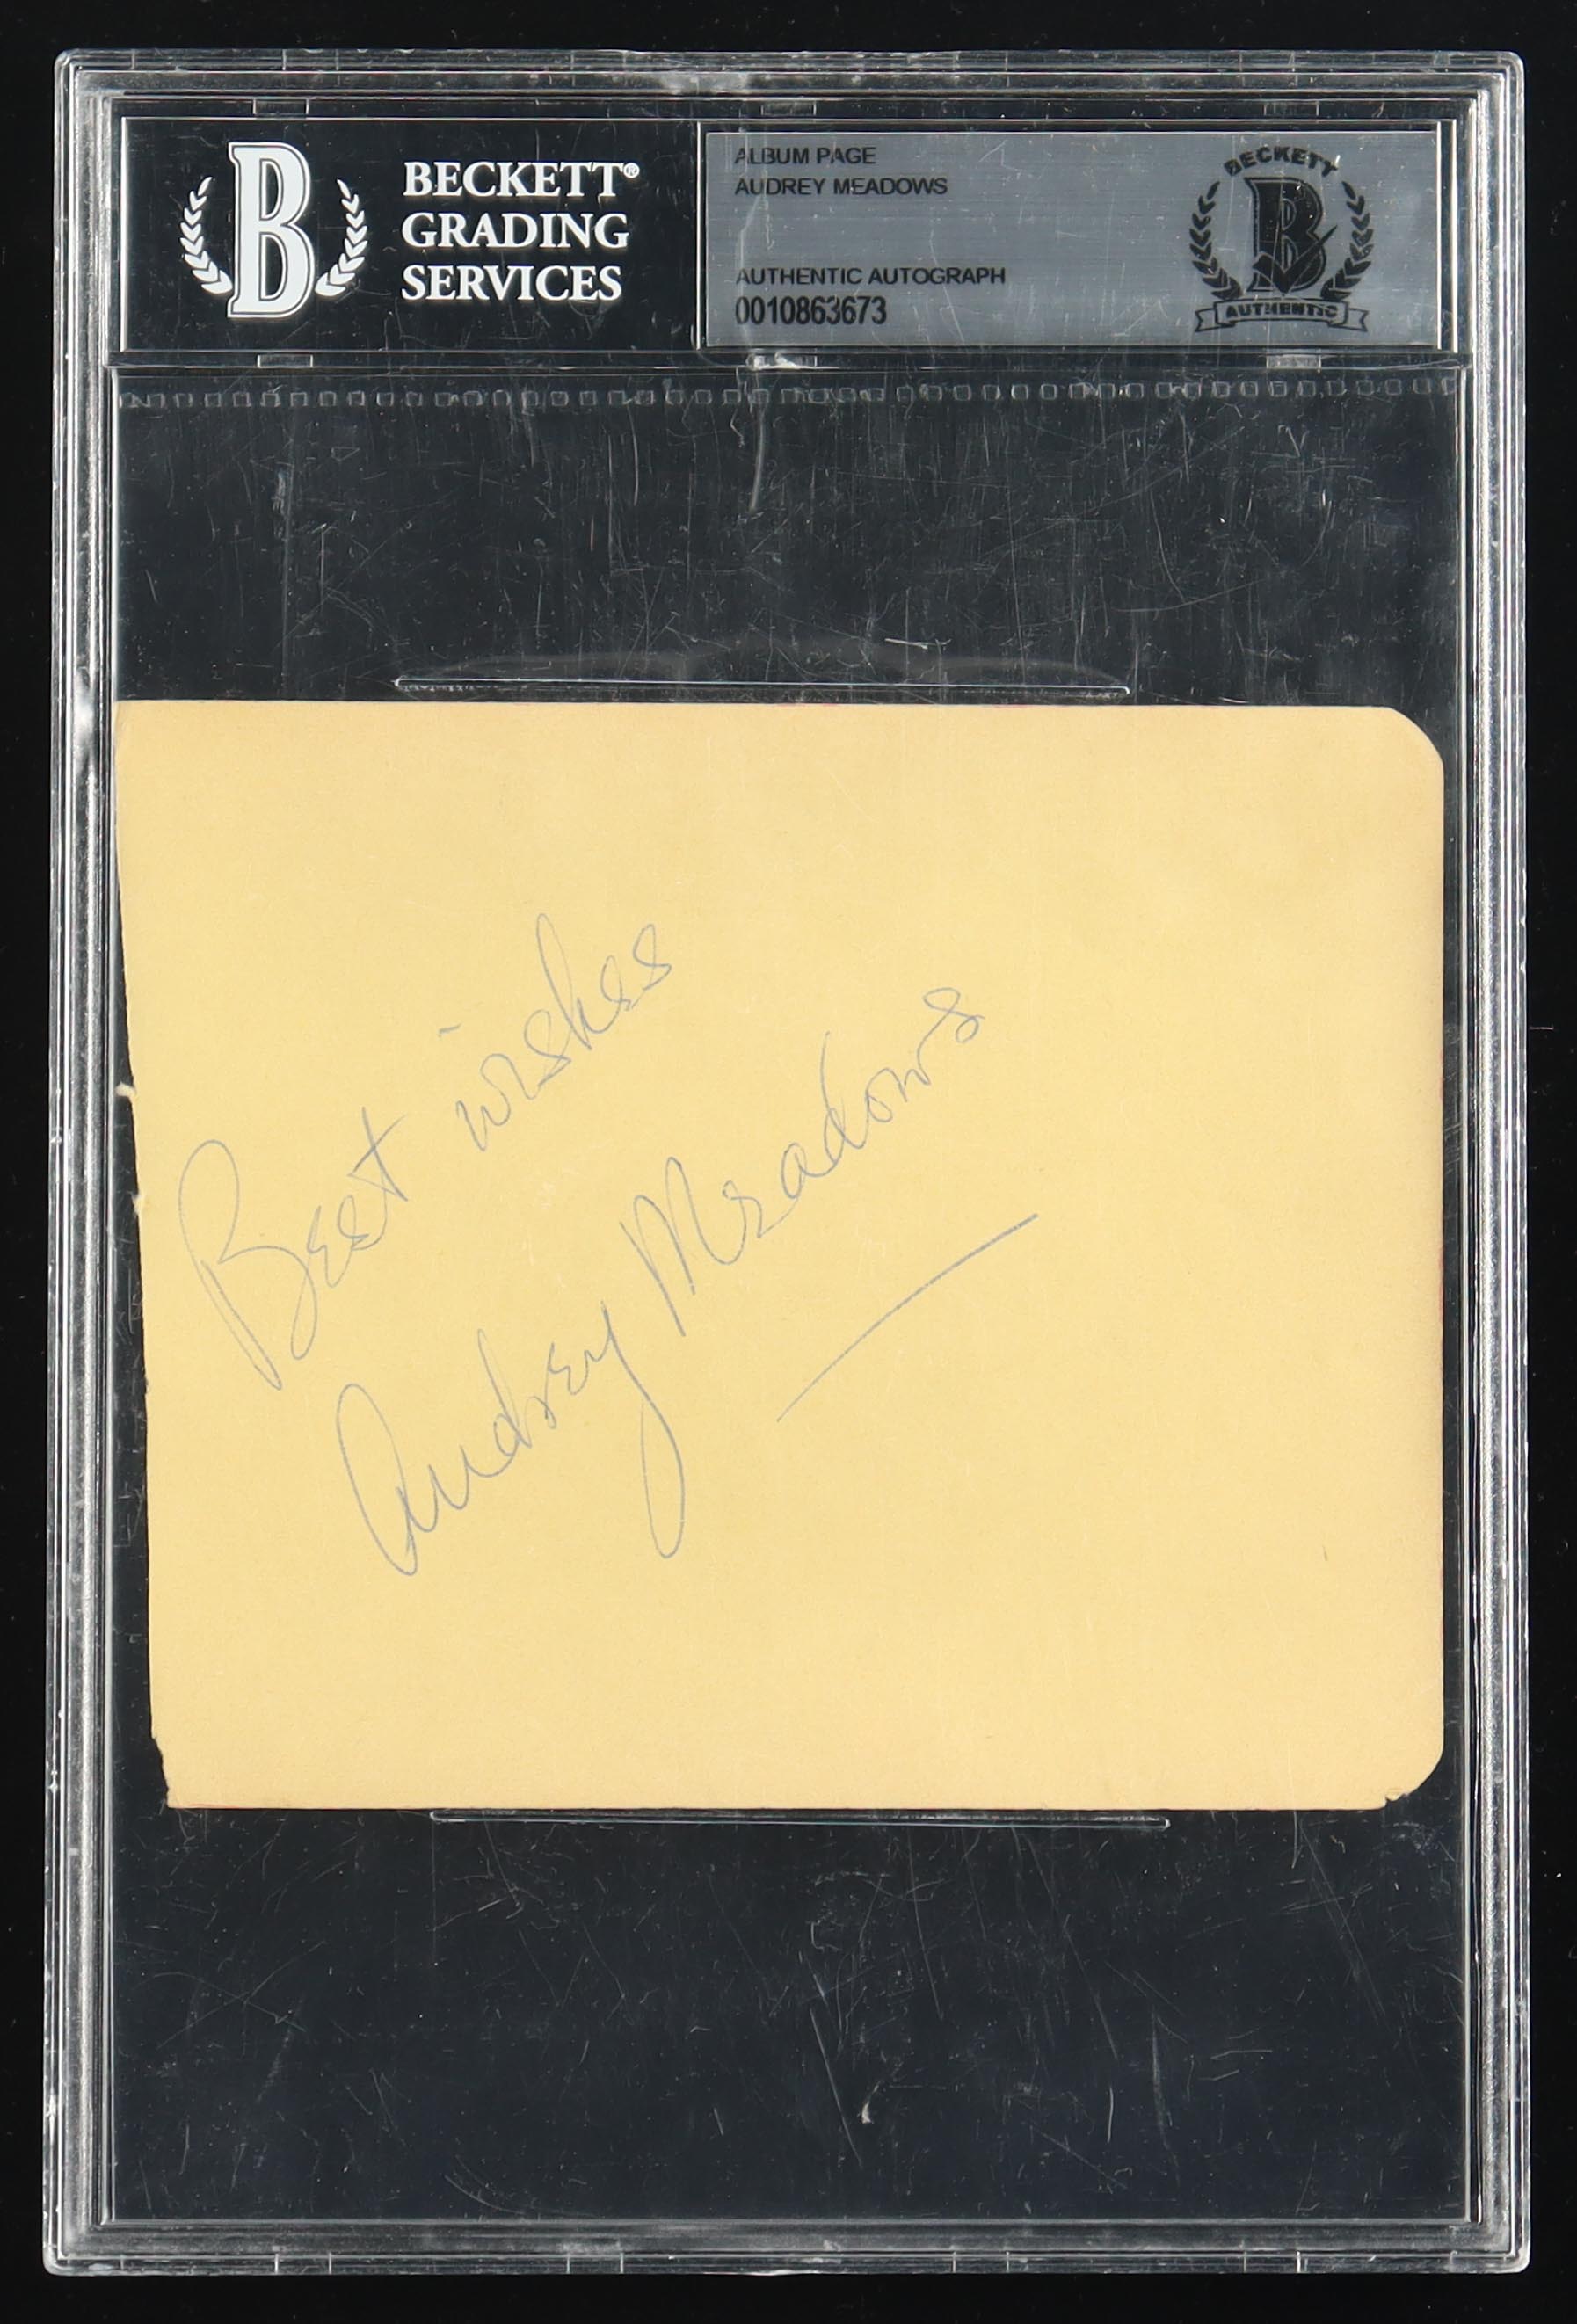 B
BECKETT®
GRADING
SERVICES
ALBUM PAGE
AUDREY MEADOWS
AUTHENTIC AUTOGRAPH
0010863673
BECKETT
B
AUTHENTIC
Best wishes
Audrey Meadows